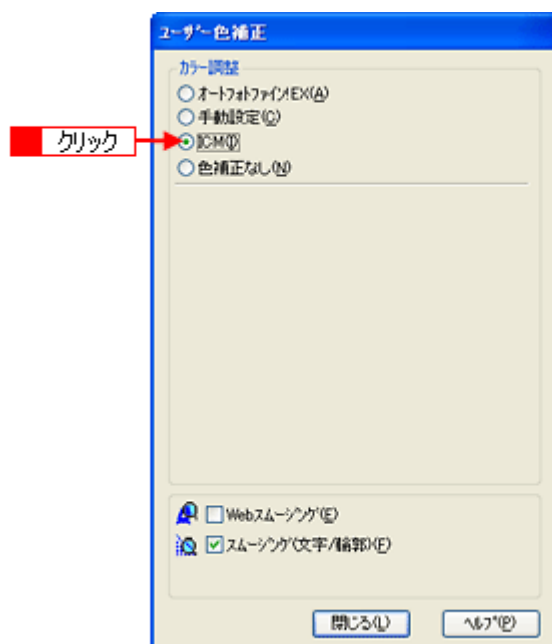 ユーザー色補正
カラー調整
オートフォトファイン!EX(A)
手動設定(C)
クリック
ICM(I)
色補正なし(N)
Webスムージング(E)
スムージング(文字/輪郭)(F)
閉じる(L)
ヘルプ(P)